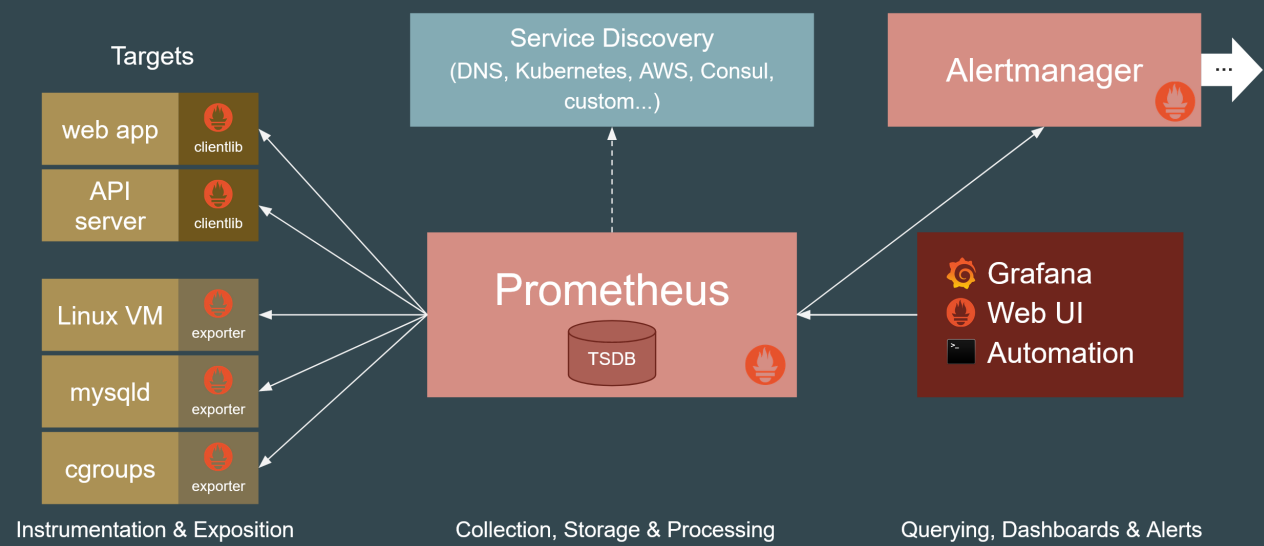 Targets
web app
clientlib
API
server
clientlib
Linux VM
exporter
mysqld
exporter
cgroups
exporter
Instrumentation & Exposition
Service Discovery
(DNS, Kubernetes, AWS, Consul,
custom...)
Prometheus
TSDB
Collection, Storage & Processing
Alertmanager
...
Grafana
>_
Web UI
Automation
Querying, Dashboards & Alerts